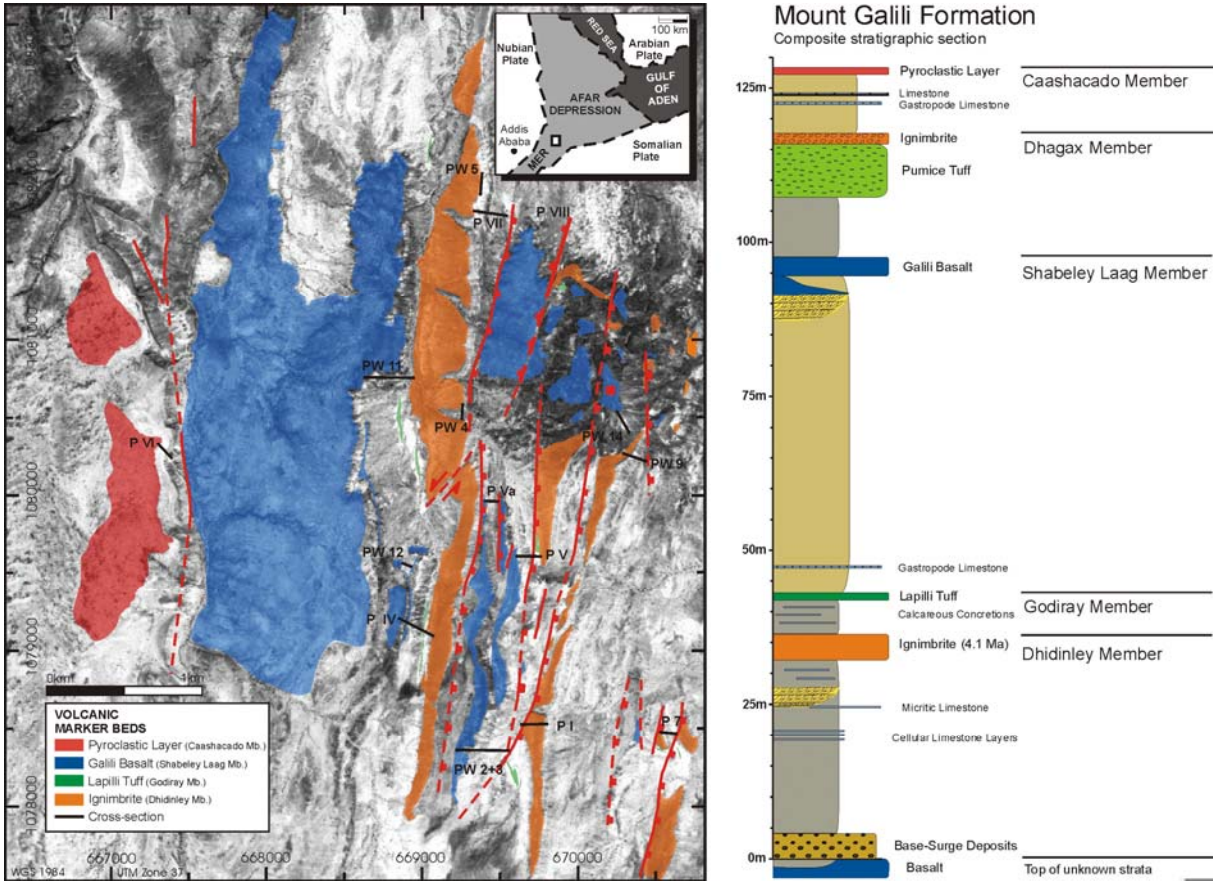 100 km
Nubian
Plate
RED SEA
Arabian
Plate
GULF
OF
ADEN
AFAR
DEPRESSION
Addis
Ababa
MER
Somalian
Plate
PW 5
P VII
P VIII
PW 11
PW 4
PW 14
PW 9
P VI
P Va
P V
PW 12
P IV
P I
P 7
PW 2+3
1081000
1080000
1079000
1078000
0km
1km
VOLCANIC
MARKER BEDS
Pyroclastic Layer (Caashacado Mb.)
Galili Basalt (Shabeley Laag Mb.)
Lapilli Tuff (Godiray Mb.)
Ignimbrite (Dhidinley Mb.)
Cross-section
667000
668000
669000
670000
WGS 1984
UTM Zone 37
Mount Galili Formation
Composite stratigraphic section
Pyroclastic Layer
Caashacado Member
125m
Limestone
Gastropode Limestone
Ignimbrite
Dhagax Member
Pumice Tuff
100m
Galili Basalt
Shabeley Laag Member
75m
50m
Gastropode Limestone
Lapilli Tuff
Godiray Member
Calcareous Concretions
Ignimbrite (4.1 Ma)
Dhidinley Member
25m
Micritic Limestone
Cellular Limestone Layers
Base-Surge Deposits
0m
Basalt
Top of unknown strata